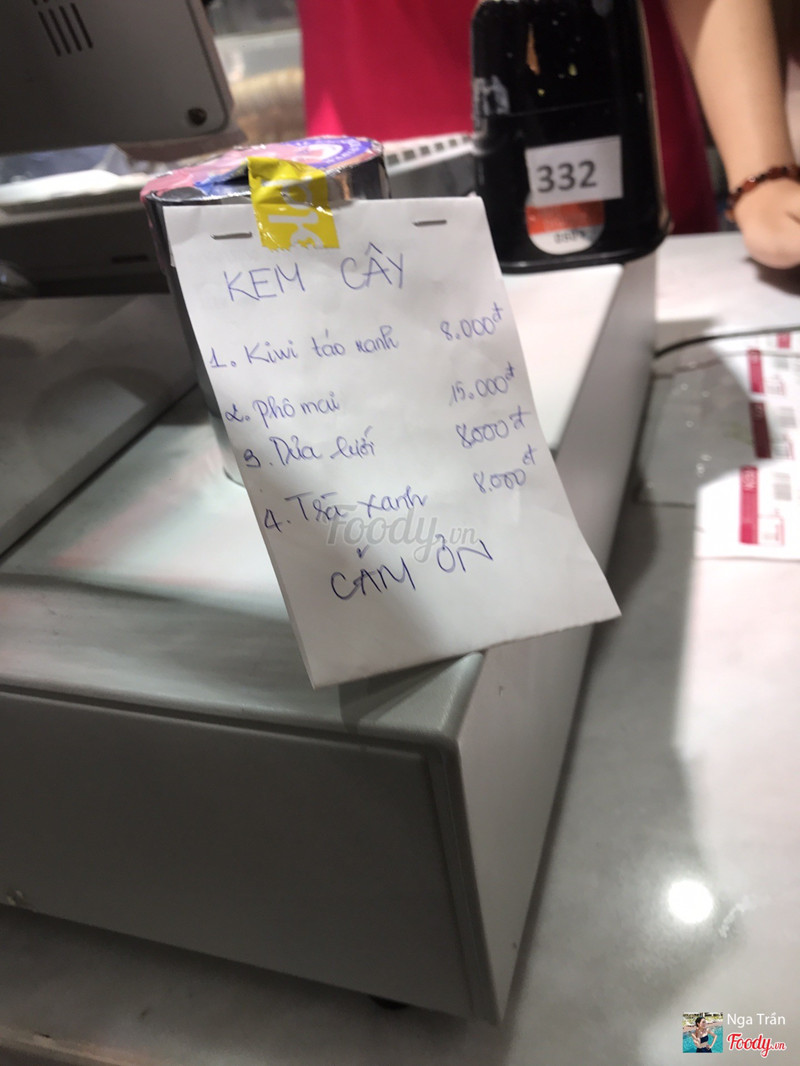 332
KEM CÂY
1. Kiwi táo xanh 8.000đ
2. Phô mai 15.000đ
3. Dứa lưới 8000đ
4. Trà xanh 8.000đ
Foody.vn
CẢM ƠN
Nga Trần
Foody.vn